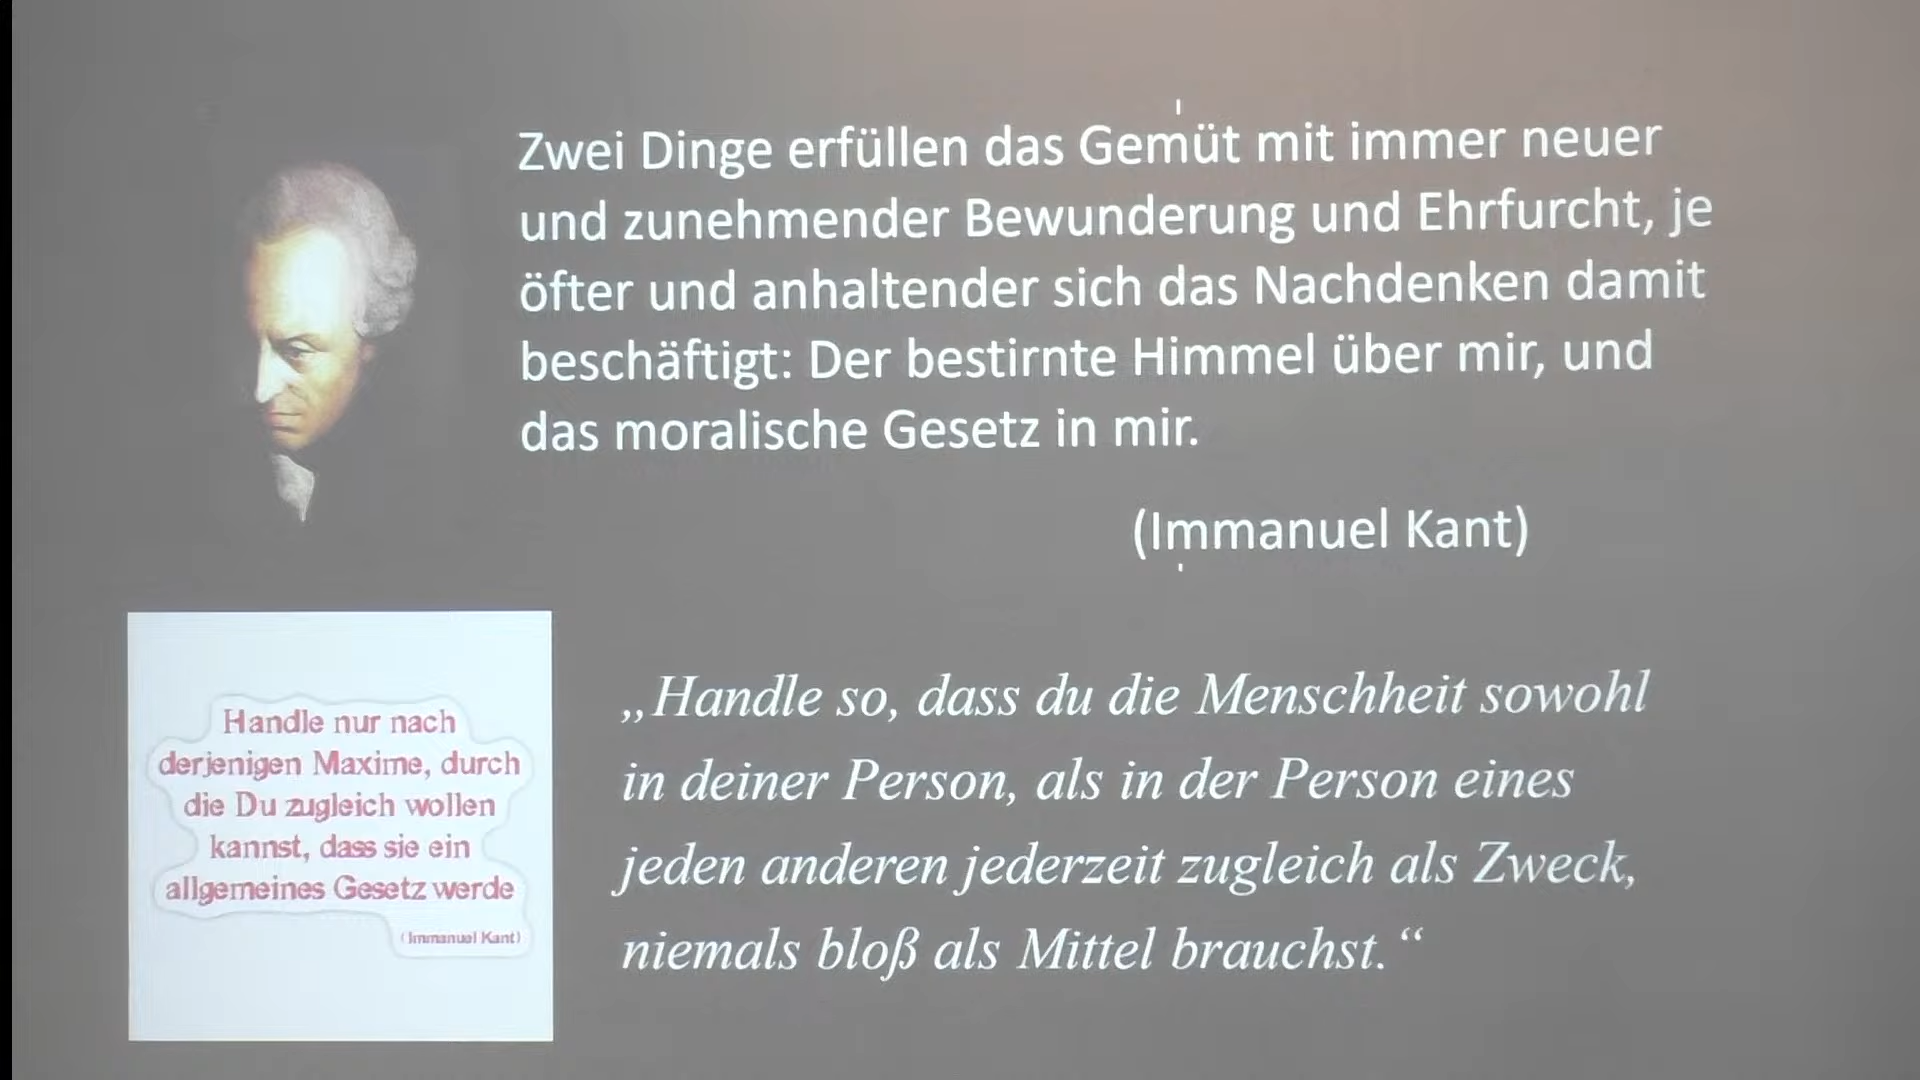 Zwei Dinge erfüllen das Gemüt mit immer neuer
und zunehmender Bewunderung und Ehrfurcht, je
öfter und anhaltender sich das Nachdenken damit
beschäftigt: Der bestirnte Himmel über mir, und
das moralische Gesetz in mir.
(Immanuel Kant)
Handle nur nach
derjenigen Maxime, durch
die Du zugleich wollen
kannst, dass sie ein
allgemeines Gesetz werde
(Immanuel Kant)
„Handle so, dass du die Menschheit sowohl
in deiner Person, als in der Person eines
jeden anderen jederzeit zugleich als Zweck,
niemals bloß als Mittel brauchst.“